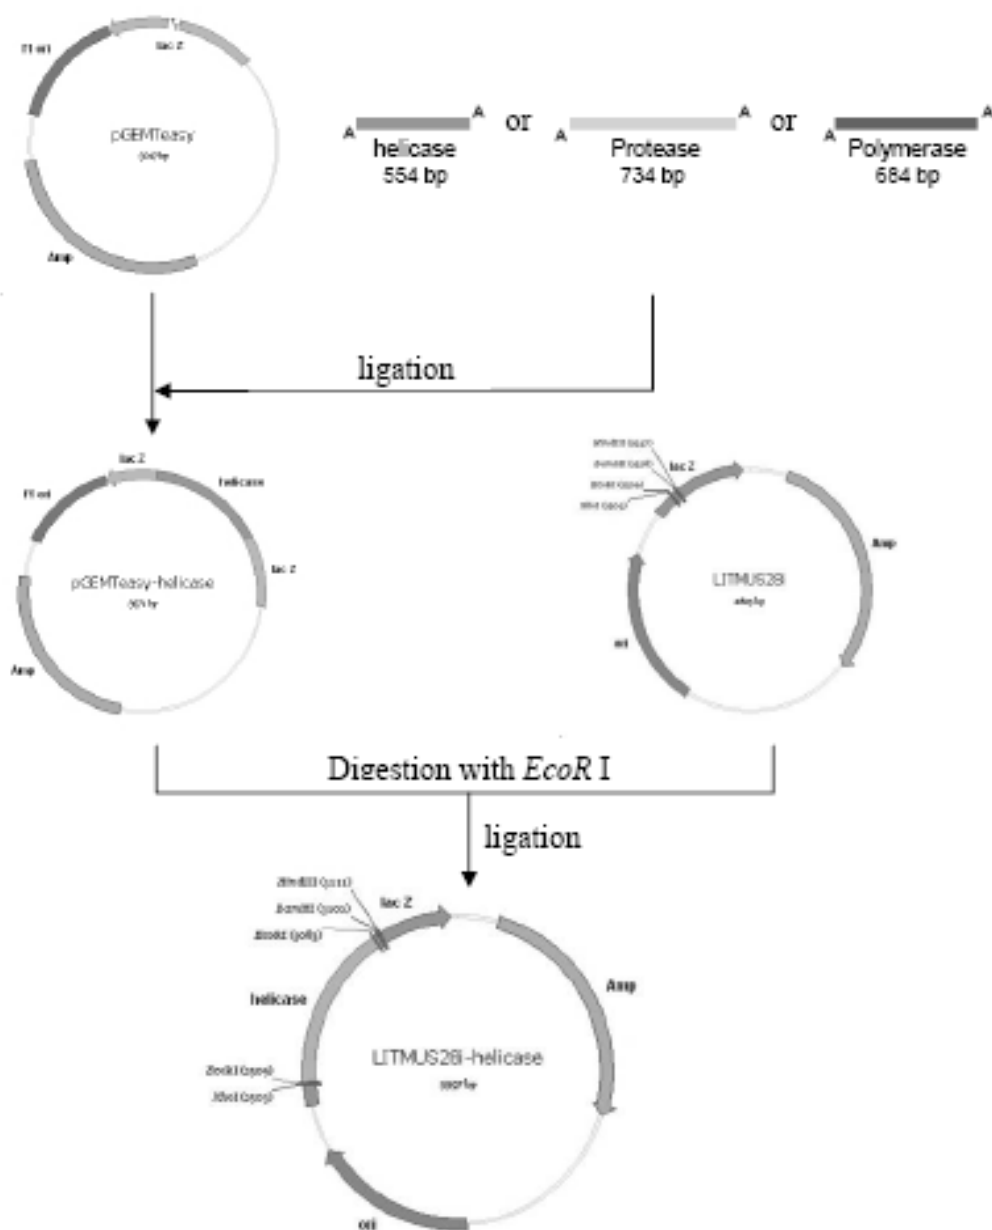 lac Z
f1 ori
pGEMTeasy
Amp
A
A
or
A
A
or
A
A
helicase
Protease
Polymerase
554 bp
734 bp
684 bp
ligation
lac Z
f1 ori
helicase
lac Z
pGEMTeasy-helicase
Amp
lac Z
Amp
LITMUS28i
ori
Digestion with EcoR I
ligation
lac Z
Amp
helicase
LITMUS28i-helicase
ori